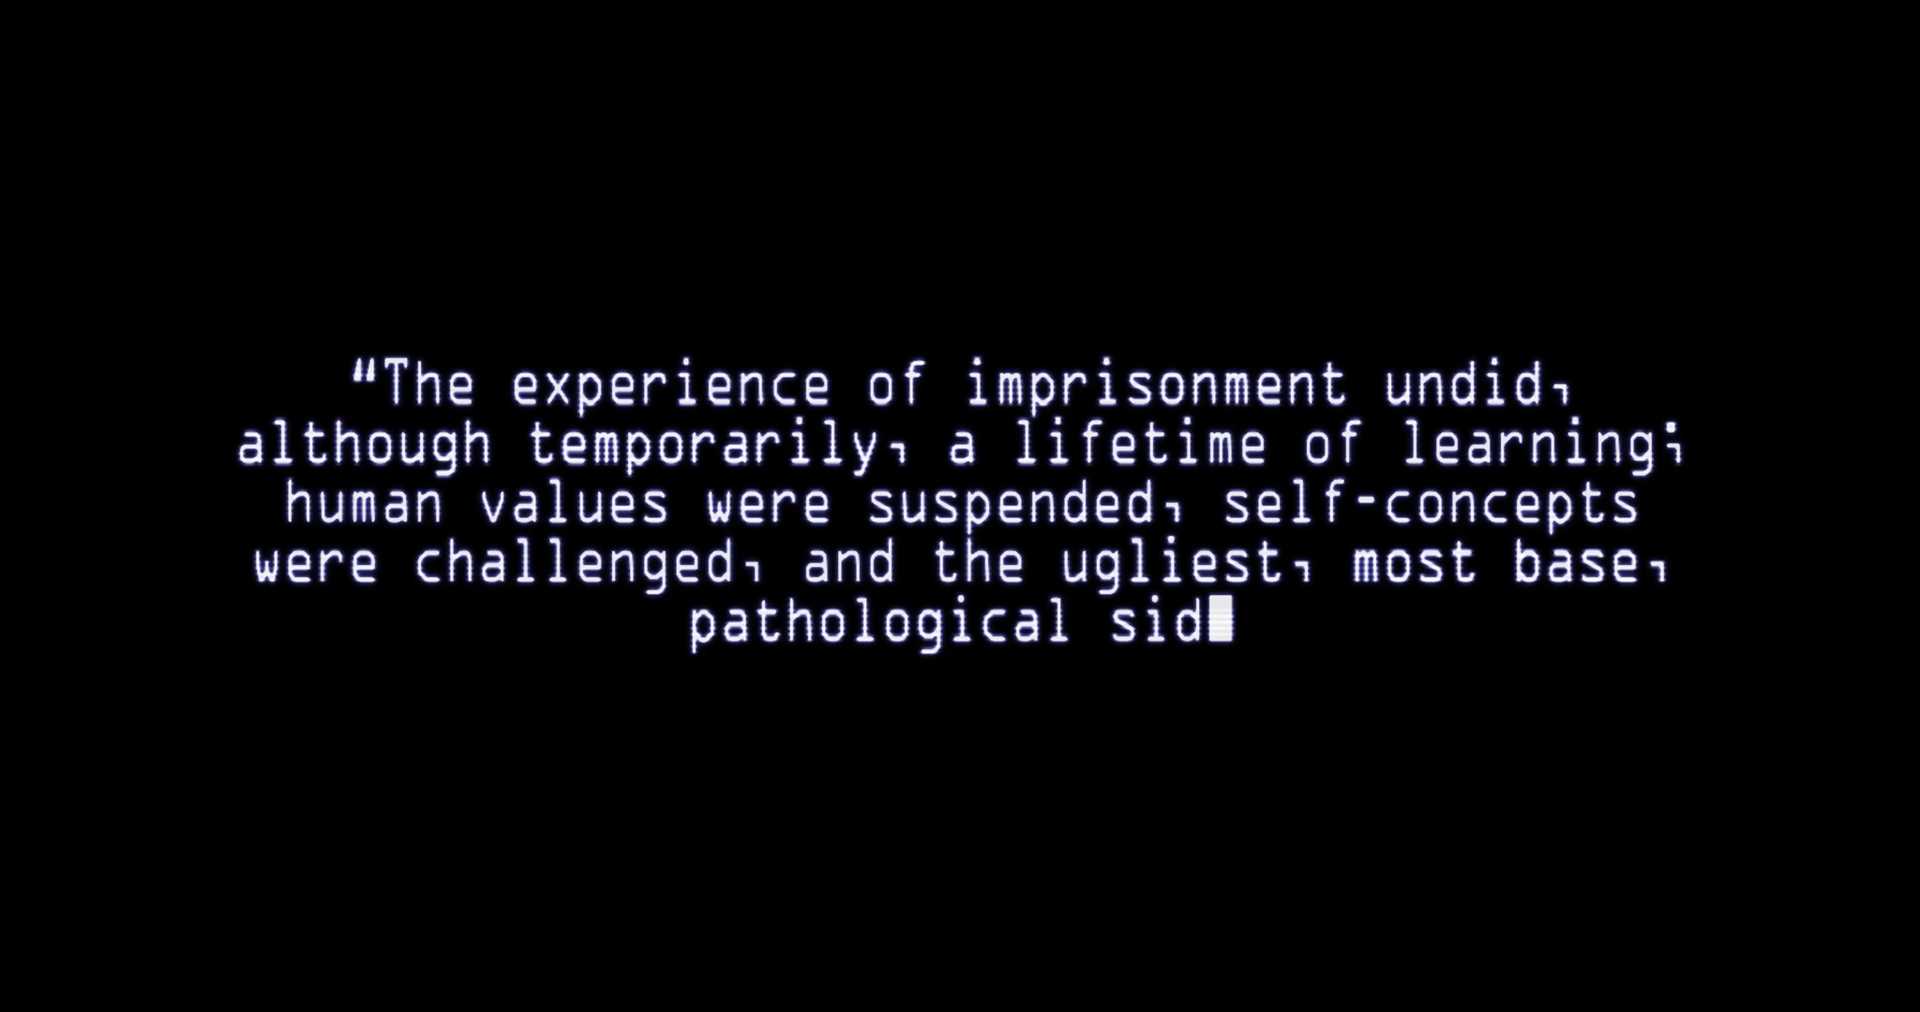 “The experience of imprisonment undid,
although temporarily, a lifetime of learning;
human values were suspended, self-concepts
were challenged, and the ugliest, most base,
pathological sid